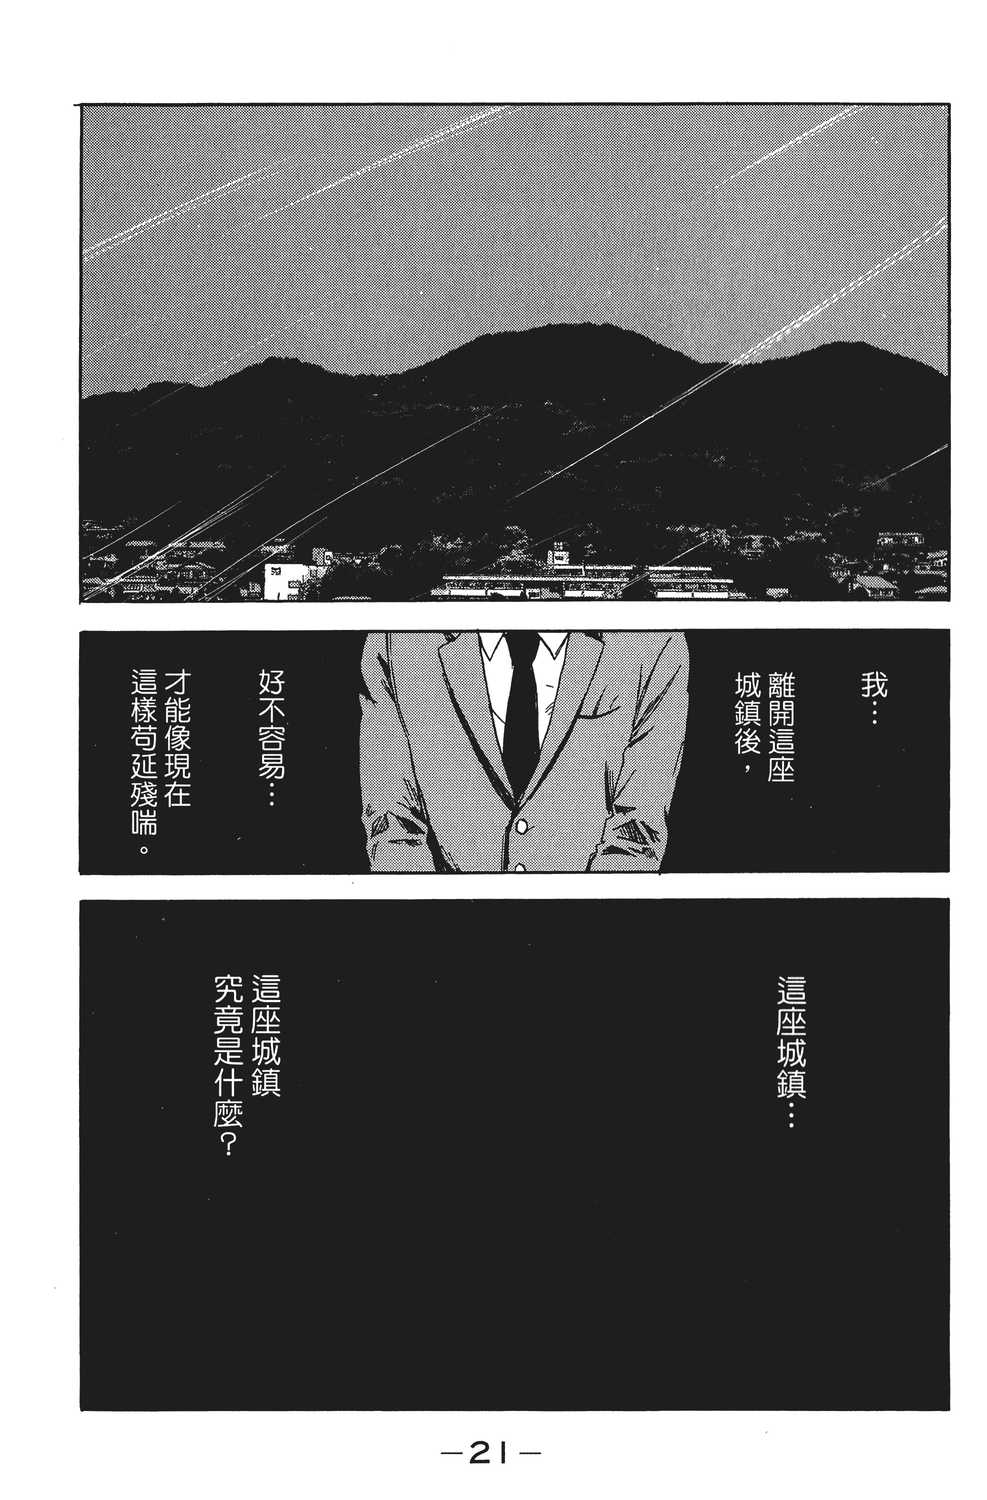 我…
離開這座
城鎮後，
好不容易…
才能像現在
這樣苟延殘喘。
這座城鎮…
這座城鎮
究竟是什麼？
—21—